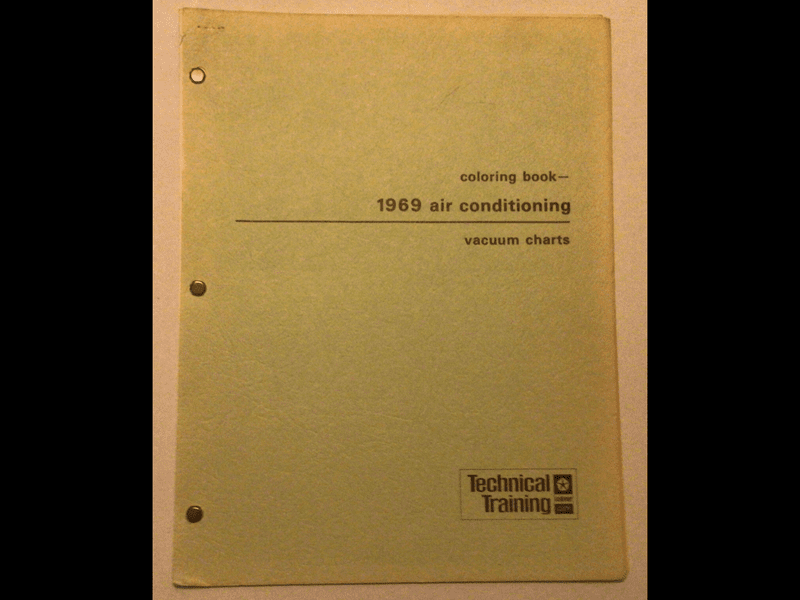 coloring book—
1969 air conditioning
vacuum charts
Technical
Training